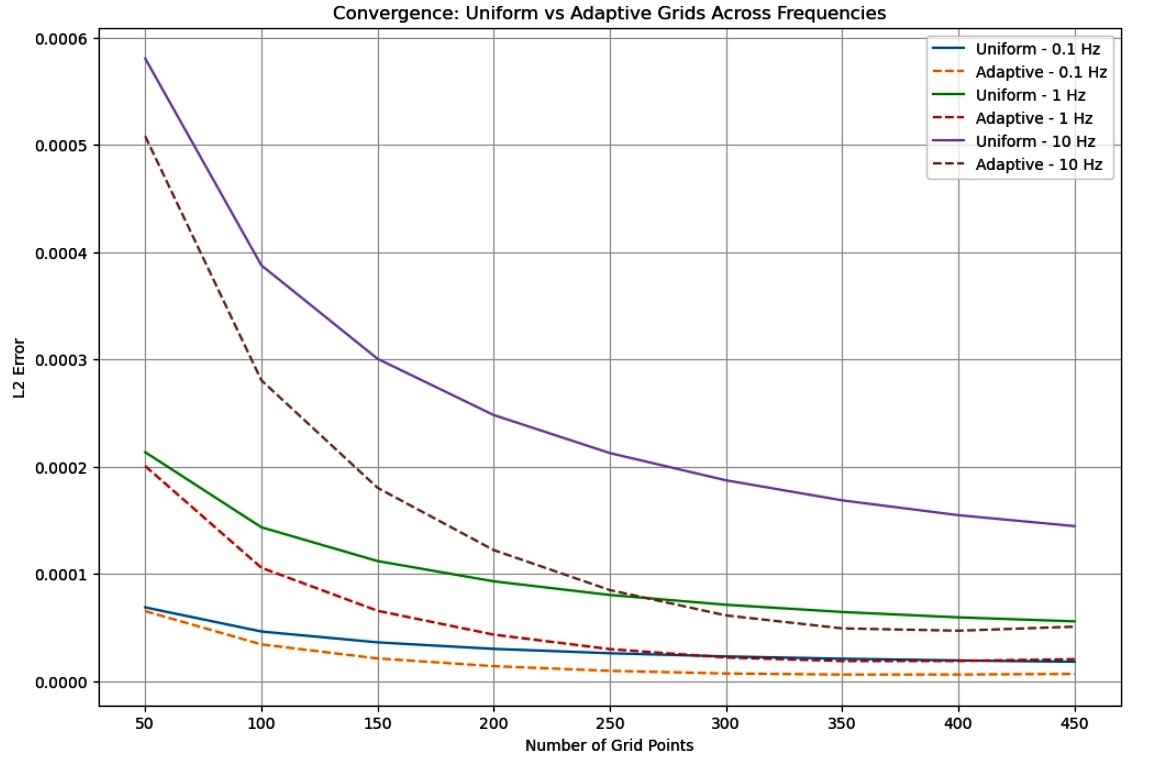 Convergence: Uniform vs Adaptive Grids Across Frequencies
Uniform - 0.1 Hz
Adaptive - 0.1 Hz
Uniform - 1 Hz
Adaptive - 1 Hz
Uniform - 10 Hz
Adaptive - 10 Hz
0.0006
0.0005
0.0004
0.0003
0.0002
0.0001
0.0000
L2 Error
50 100 150 200 250 300 350 400 450
Number of Grid Points